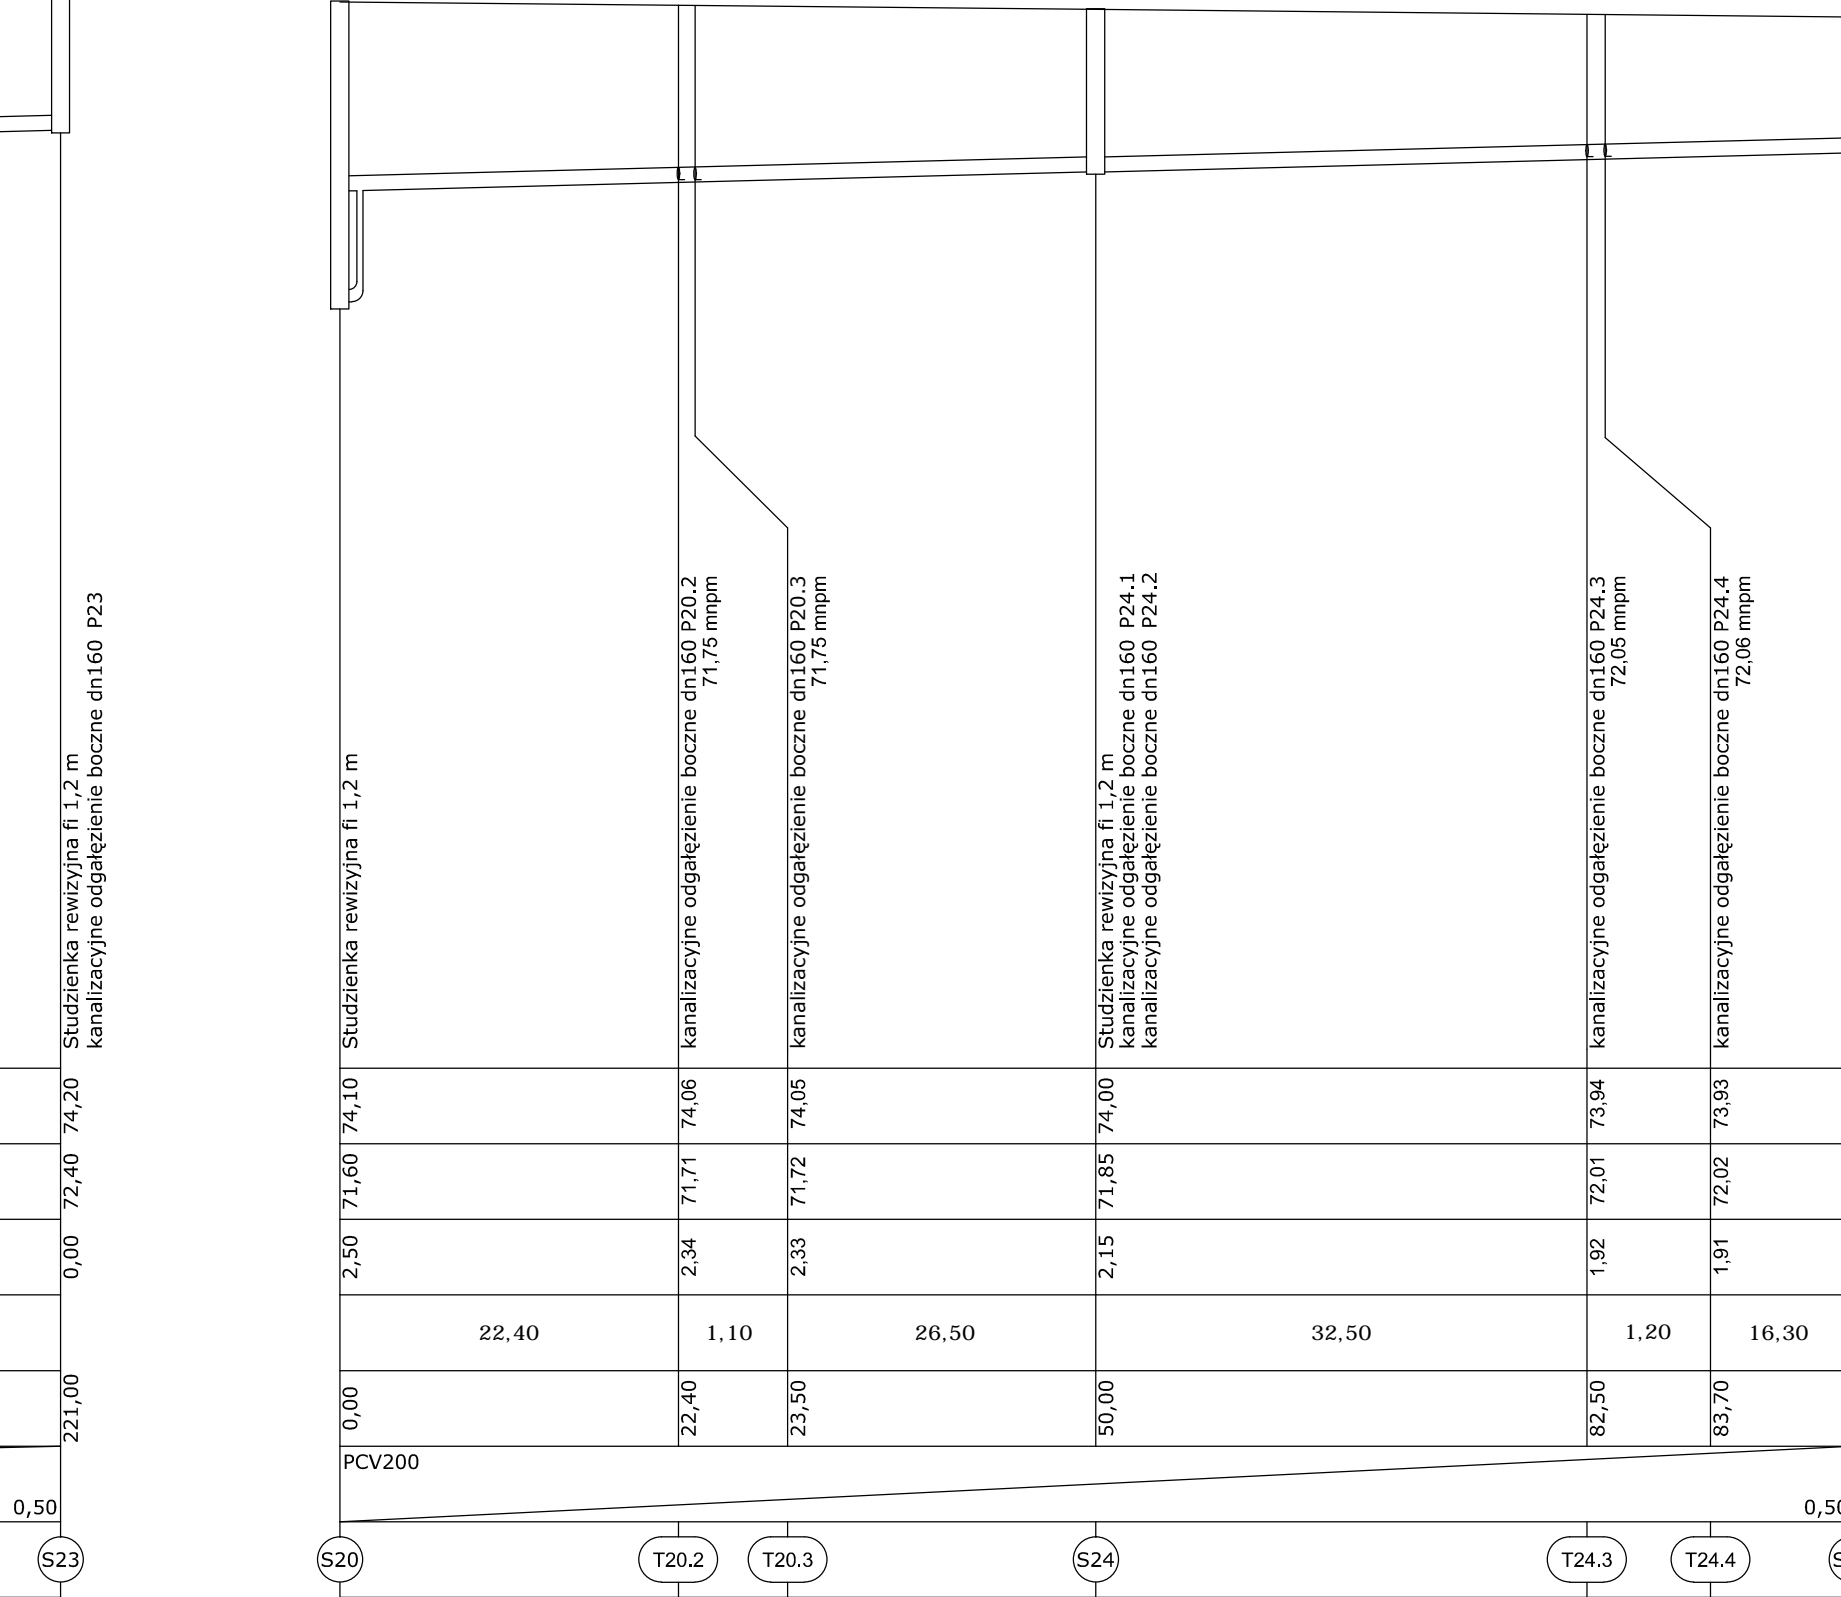 Studzienka rewizyjna fi 1,2 m
kanalizacyjne odgałęzienie boczne dn160 P23
Studzienka rewizyjna fi 1,2 m
kanalizacyjne odgałęzienie boczne dn160 P20.2
71,75 mnpm
kanalizacyjne odgałęzienie boczne dn160 P20.3
71,75 mnpm
Studzienka rewizyjna fi 1,2 m
kanalizacyjne odgałęzienie boczne dn160 P24.1
kanalizacyjne odgałęzienie boczne dn160 P24.2
kanalizacyjne odgałęzienie boczne dn160 P24.3
72,05 mnpm
kanalizacyjne odgałęzienie boczne dn160 P24.4
72,06 mnpm
74,20
74,10
74,06
74,05
74,00
73,94
73,93
72,40
71,60
71,71
71,72
71,85
72,01
72,02
0,00
2,50
2,34
2,33
2,15
1,92
1,91
22,40
1,10
26,50
32,50
1,20
16,30
221,00
0,00
22,40
23,50
50,00
82,50
83,70
PCV200
0,50
0,50
S23
S20
T20.2
T20.3
S24
T24.3
T24.4